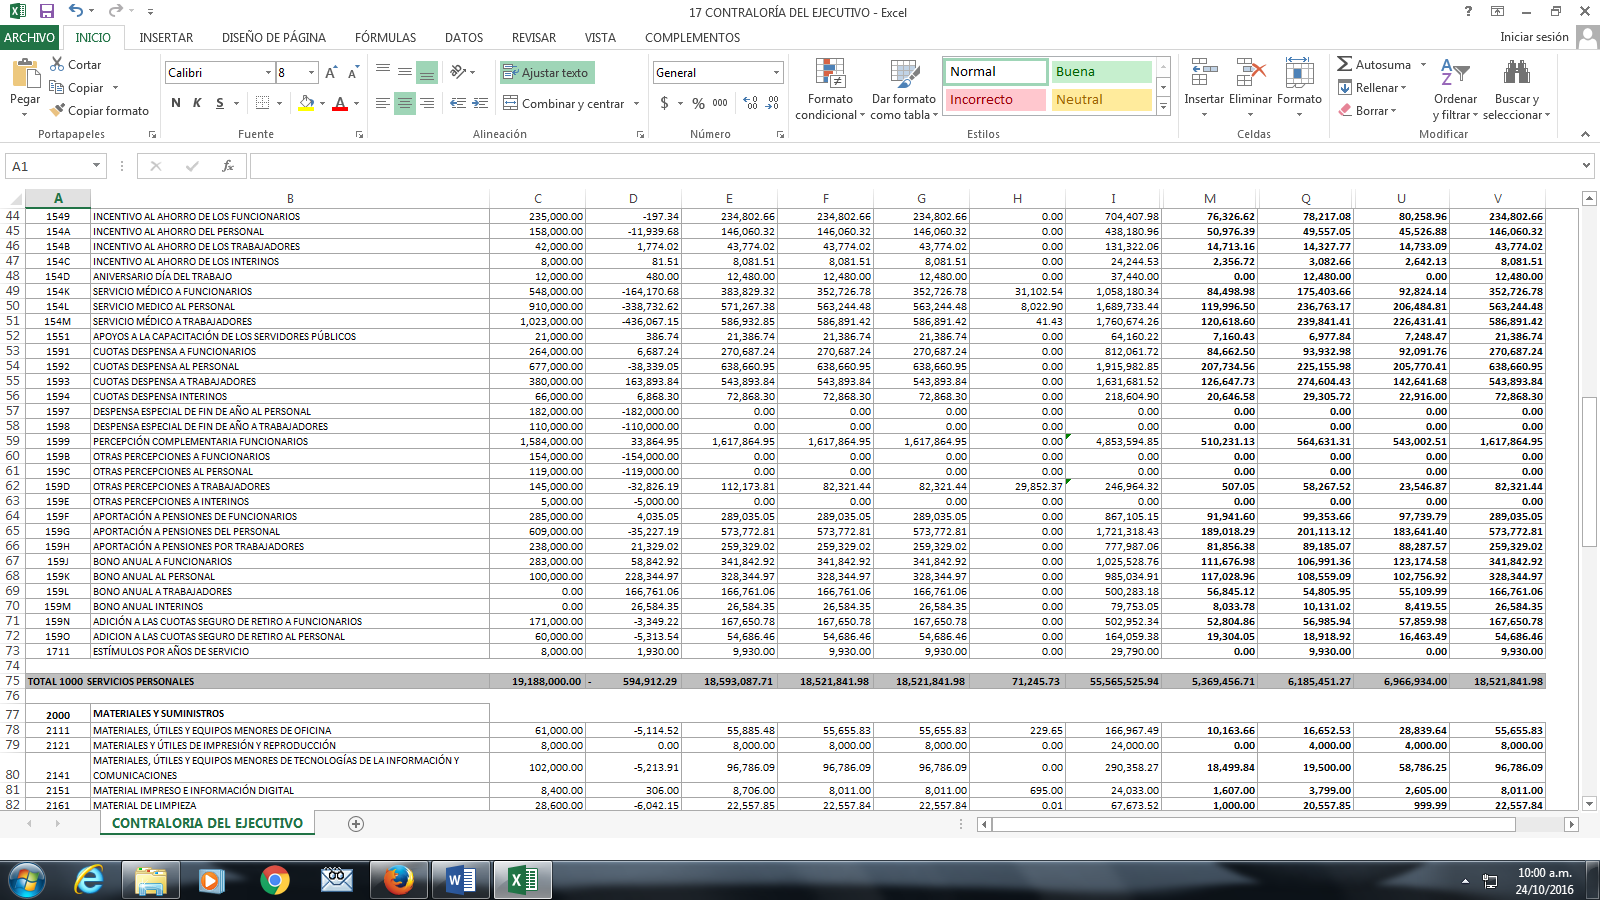 17 CONTRALORÍA DEL EJECUTIVO - Excel
ARCHIVO INICIO INSERTAR DISEÑO DE PÁGINA FÓRMULAS DATOS REVISAR VISTA COMPLEMENTOS Iniciar sesión
Pegar
Cortar
Copiar
Copiar formato
Portapapeles
Calibri 8
N K S
Fuente
Ajustar texto
Combinar y centrar
Alineación
General
$ % 000
Número
Formato condicional
Dar formato como tabla
Normal Buena
Incorrecto Neutral
Estilos
Insertar Eliminar Formato
Celdas
Autosuma
Rellenar
Borrar
Ordenar y filtrar
Buscar y seleccionar
Modificar
A1
A B C D E F G H I M Q U V
44 1549 INCENTIVO AL AHORRO DE LOS FUNCIONARIOS 235,000.00 -197.34 234,802.66 234,802.66 234,802.66 0.00 704,407.98 76,326.62 78,217.08 80,258.96 234,802.66
45 154A INCENTIVO AL AHORRO DEL PERSONAL 158,000.00 -11,939.68 146,060.32 146,060.32 146,060.32 0.00 438,180.96 50,976.39 49,557.05 45,526.88 146,060.32
46 154B INCENTIVO AL AHORRO DE LOS TRABAJADORES 42,000.00 1,774.02 43,774.02 43,774.02 43,774.02 0.00 131,322.06 14,713.16 14,327.77 14,733.09 43,774.02
47 154C INCENTIVO AL AHORRO DE LOS INTERINOS 8,000.00 81.51 8,081.51 8,081.51 8,081.51 0.00 24,244.53 2,356.72 3,082.66 2,642.13 8,081.51
48 154D ANIVERSARIO DÍA DEL TRABAJO 12,000.00 480.00 12,480.00 12,480.00 12,480.00 0.00 37,440.00 0.00 12,480.00 0.00 12,480.00
49 154K SERVICIO MÉDICO A FUNCIONARIOS 548,000.00 -164,170.68 383,829.32 352,726.78 352,726.78 31,102.54 1,058,180.34 84,498.98 175,403.66 92,824.14 352,726.78
50 154L SERVICIO MEDICO AL PERSONAL 910,000.00 -338,732.62 571,267.38 563,244.48 563,244.48 8,022.90 1,689,733.44 119,996.50 236,763.17 206,484.81 563,244.48
51 154M SERVICIO MÉDICO A TRABAJADORES 1,023,000.00 -436,067.15 586,932.85 586,891.42 586,891.42 41.43 1,760,674.26 120,618.60 239,841.41 226,431.41 586,891.42
52 1551 APOYOS A LA CAPACITACIÓN DE LOS SERVIDORES PÚBLICOS 21,000.00 386.74 21,386.74 21,386.74 21,386.74 0.00 64,160.22 7,160.43 6,977.84 7,248.47 21,386.74
53 1591 CUOTAS DESPENSA A FUNCIONARIOS 264,000.00 6,687.24 270,687.24 270,687.24 270,687.24 0.00 812,061.72 84,662.50 93,932.98 92,091.76 270,687.24
54 1592 CUOTAS DESPENSA AL PERSONAL 677,000.00 -38,339.05 638,660.95 638,660.95 638,660.95 0.00 1,915,982.85 207,734.56 225,155.98 205,770.41 638,660.95
55 1593 CUOTAS DESPENSA A TRABAJADORES 380,000.00 163,893.84 543,893.84 543,893.84 543,893.84 0.00 1,631,681.52 126,647.73 274,604.43 142,641.68 543,893.84
56 1594 CUOTAS DESPENSA INTERINOS 66,000.00 6,868.30 72,868.30 72,868.30 72,868.30 0.00 218,604.90 20,646.58 29,305.72 22,916.00 72,868.30
57 1597 DESPENSA ESPECIAL DE FIN DE AÑO AL PERSONAL 182,000.00 -182,000.00 0.00 0.00 0.00 0.00 0.00 0.00 0.00 0.00 0.00
58 1598 DESPENSA ESPECIAL DE FIN DE AÑO A TRABAJADORES 110,000.00 -110,000.00 0.00 0.00 0.00 0.00 0.00 0.00 0.00 0.00 0.00
59 1599 PERCEPCIÓN COMPLEMENTARIA FUNCIONARIOS 1,584,000.00 33,864.95 1,617,864.95 1,617,864.95 1,617,864.95 0.00 4,853,594.85 510,231.13 564,631.31 543,002.51 1,617,864.95
60 159B OTRAS PERCEPCIONES A FUNCIONARIOS 154,000.00 -154,000.00 0.00 0.00 0.00 0.00 0.00 0.00 0.00 0.00 0.00
61 159C OTRAS PERCEPCIONES AL PERSONAL 119,000.00 -119,000.00 0.00 0.00 0.00 0.00 0.00 0.00 0.00 0.00 0.00
62 159D OTRAS PERCEPCIONES A TRABAJADORES 145,000.00 -32,826.19 112,173.81 82,321.44 82,321.44 29,852.37 246,964.32 507.05 58,267.52 23,546.87 82,321.44
63 159E OTRAS PERCEPCIONES A INTERINOS 5,000.00 -5,000.00 0.00 0.00 0.00 0.00 0.00 0.00 0.00 0.00 0.00
64 159F APORTACIÓN A PENSIONES DE FUNCIONARIOS 285,000.00 4,035.05 289,035.05 289,035.05 289,035.05 0.00 867,105.15 91,941.60 99,353.66 97,739.79 289,035.05
65 159G APORTACIÓN A PENSIONES DEL PERSONAL 609,000.00 -35,227.19 573,772.81 573,772.81 573,772.81 0.00 1,721,318.43 189,018.29 201,113.12 183,641.40 573,772.81
66 159H APORTACIÓN A PENSIONES POR TRABAJADORES 238,000.00 21,329.02 259,329.02 259,329.02 259,329.02 0.00 777,987.06 81,856.38 89,185.07 88,287.57 259,329.02
67 159J BONO ANUAL A FUNCIONARIOS 283,000.00 58,842.92 341,842.92 341,842.92 341,842.92 0.00 1,025,528.76 111,676.98 106,991.36 123,174.58 341,842.92
68 159K BONO ANUAL AL PERSONAL 100,000.00 228,344.97 328,344.97 328,344.97 328,344.97 0.00 985,034.91 117,028.96 108,559.09 102,756.92 328,344.97
69 159L BONO ANUAL A TRABAJADORES 0.00 166,761.06 166,761.06 166,761.06 166,761.06 0.00 500,283.18 56,845.12 54,805.95 55,109.99 166,761.06
70 159M BONO ANUAL INTERINOS 0.00 26,584.35 26,584.35 26,584.35 26,584.35 0.00 79,753.05 8,033.78 10,131.02 8,419.55 26,584.35
71 159N ADICIÓN A LAS CUOTAS SEGURO DE RETIRO A FUNCIONARIOS 171,000.00 -3,349.22 167,650.78 167,650.78 167,650.78 0.00 502,952.34 52,804.86 56,985.94 57,859.98 167,650.78
72 159O ADICION A LAS CUOTAS SEGURO DE RETIRO AL PERSONAL 60,000.00 -5,313.54 54,686.46 54,686.46 54,686.46 0.00 164,059.38 19,304.05 18,918.92 16,463.49 54,686.46
73 1711 ESTÍMULOS POR AÑOS DE SERVICIO 8,000.00 1,930.00 9,930.00 9,930.00 9,930.00 0.00 29,790.00 0.00 9,930.00 0.00 9,930.00
74
75 TOTAL 1000 SERVICIOS PERSONALES 19,188,000.00 - 594,912.29 18,593,087.71 18,521,841.98 18,521,841.98 71,245.73 55,565,525.94 5,369,456.71 6,185,451.27 6,966,934.00 18,521,841.98
76
77 2000 MATERIALES Y SUMINISTROS
78 2111 MATERIALES, ÚTILES Y EQUIPOS MENORES DE OFICINA 61,000.00 -5,114.52 55,885.48 55,655.83 55,655.83 229.65 166,967.49 10,163.66 16,652.53 28,839.64 55,655.83
79 2121 MATERIALES Y ÚTILES DE IMPRESIÓN Y REPRODUCCIÓN 8,000.00 0.00 8,000.00 8,000.00 8,000.00 0.00 24,000.00 0.00 4,000.00 4,000.00 8,000.00
80 2141 MATERIALES, ÚTILES Y EQUIPOS MENORES DE TECNOLOGÍAS DE LA INFORMACIÓN Y
COMUNICACIONES 102,000.00 -5,213.91 96,786.09 96,786.09 96,786.09 0.00 290,358.27 18,499.84 19,500.00 58,786.25 96,786.09
81 2151 MATERIAL IMPRESO E INFORMACIÓN DIGITAL 8,400.00 306.00 8,706.00 8,011.00 8,011.00 695.00 24,033.00 1,607.00 3,799.00 2,605.00 8,011.00
82 2161 MATERIAL DE LIMPIEZA 28,600.00 -6,042.15 22,557.85 22,557.84 22,557.84 0.01 67,673.52 1,000.00 20,557.85 999.99 22,557.84
CONTRALORIA DEL EJECUTIVO
10:00 a.m.
24/10/2016